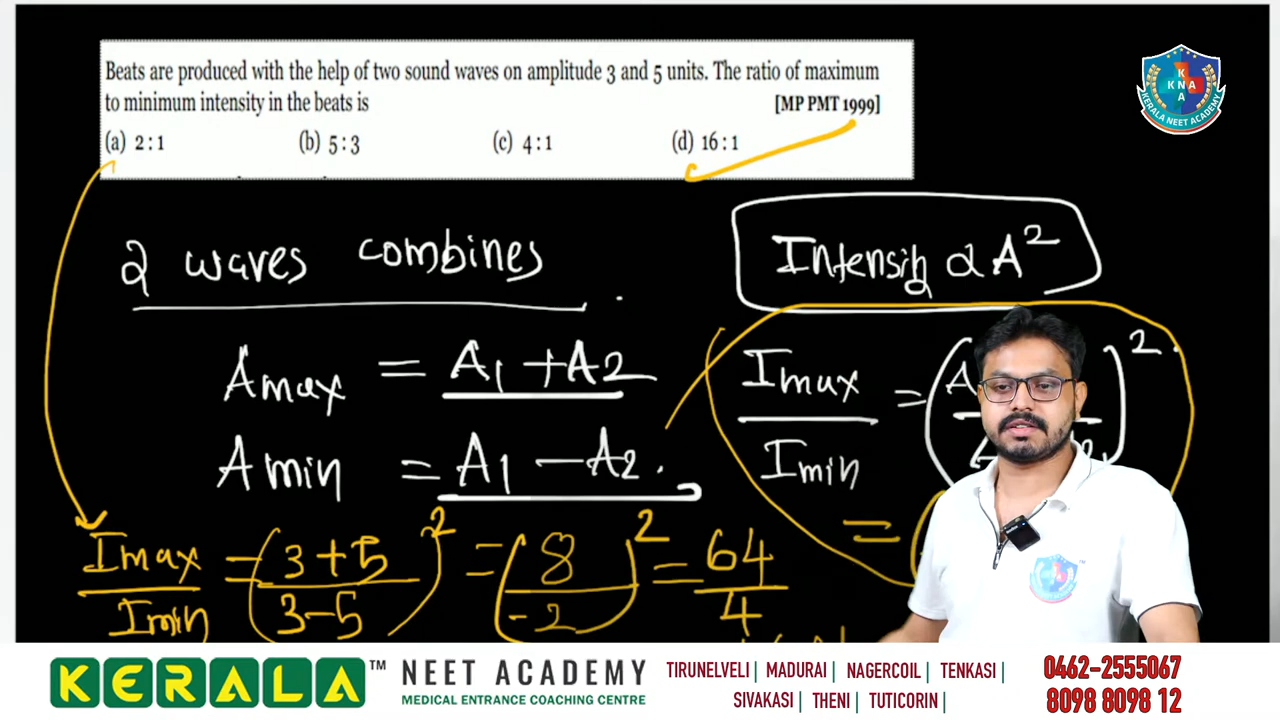 Beats are produced with the help of two sound waves on amplitude 3 and 5 units. The ratio of maximum
to minimum intensity in the beats is [MP PMT 1999]
(a) 2 : 1 (b) 5 : 3 (c) 4 : 1 (d) 16 : 1
KNA
KNA
KERALA NEET ACADEMY
2 waves combines
Intensity α A²
Amax = A1 + A2
Imax / Imin = ( )²
Amin = A1 − A2
=
Imax / Imin = (3+5 / 3−5)² = (8 / −2)² = 64 / 4
KERALA™ NEET ACADEMY
MEDICAL ENTRANCE COACHING CENTRE
TIRUNELVELI | MADURAI | NAGERCOIL | TENKASI |
SIVAKASI | THENI | TUTICORIN |
0462-2555067
8098 8098 12